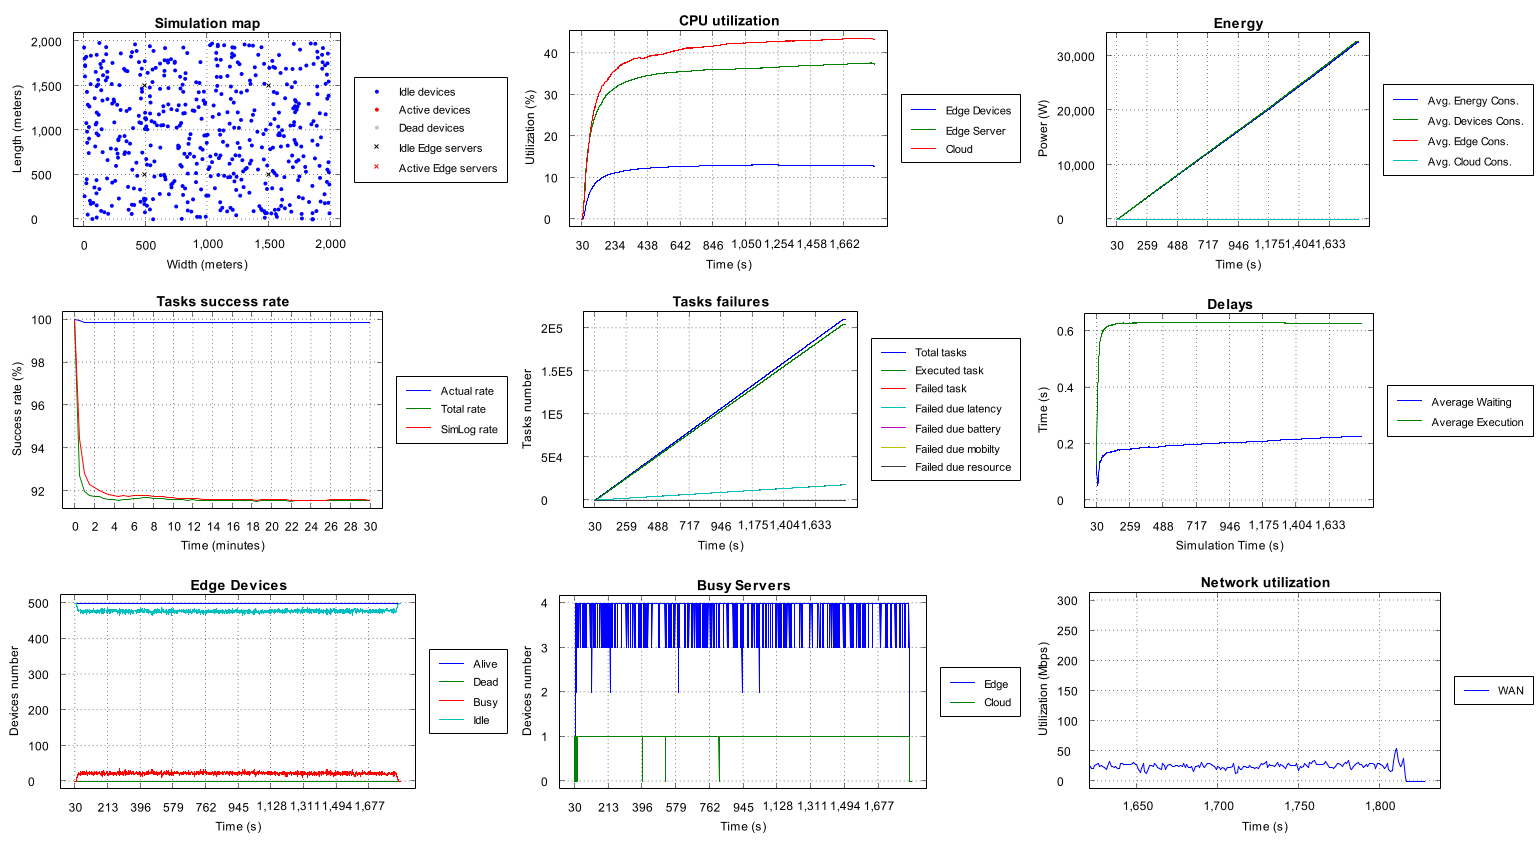 Simulation map
Length (meters)
2,000
1,500
1,000
500
0
0 500 1,000 1,500 2,000
Width (meters)
Idle devices
Active devices
Dead devices
Idle Edge servers
Active Edge servers
CPU utilization
Utilization (%)
40
30
20
10
0
30 234 438 642 846 1,050 1,254 1,458 1,662
Time (s)
Edge Devices
Edge Server
Cloud
Energy
Power (W)
30,000
20,000
10,000
0
30 259 488 717 946 1,175 1,404 1,633
Time (s)
Avg. Energy Cons.
Avg. Devices Cons.
Avg. Edge Cons.
Avg. Cloud Cons.
Tasks success rate
Success rate (%)
100
98
96
94
92
0 2 4 6 8 10 12 14 16 18 20 22 24 26 28 30
Time (minutes)
Actual rate
Total rate
SimLog rate
Tasks failures
Tasks number
2E5
1.5E5
1E5
5E4
0
30 259 488 717 946 1,175 1,404 1,633
Time (s)
Total tasks
Executed task
Failed task
Failed due latency
Failed due battery
Failed due mobilty
Failed due resource
Delays
Time (s)
0.6
0.4
0.2
0
30 259 488 717 946 1,175 1,404 1,633
Simulation Time (s)
Average Waiting
Average Execution
Edge Devices
Devices number
500
400
300
200
100
0
30 213 396 579 762 945 1,128 1,311 1,494 1,677
Time (s)
Alive
Dead
Busy
Idle
Busy Servers
Devices number
4
3
2
1
0
30 213 396 579 762 945 1,128 1,311 1,494 1,677
Time (s)
Edge
Cloud
Network utilization
Utilization (Mbps)
300
250
200
150
100
50
0
1,650 1,700 1,750 1,800
Time (s)
WAN